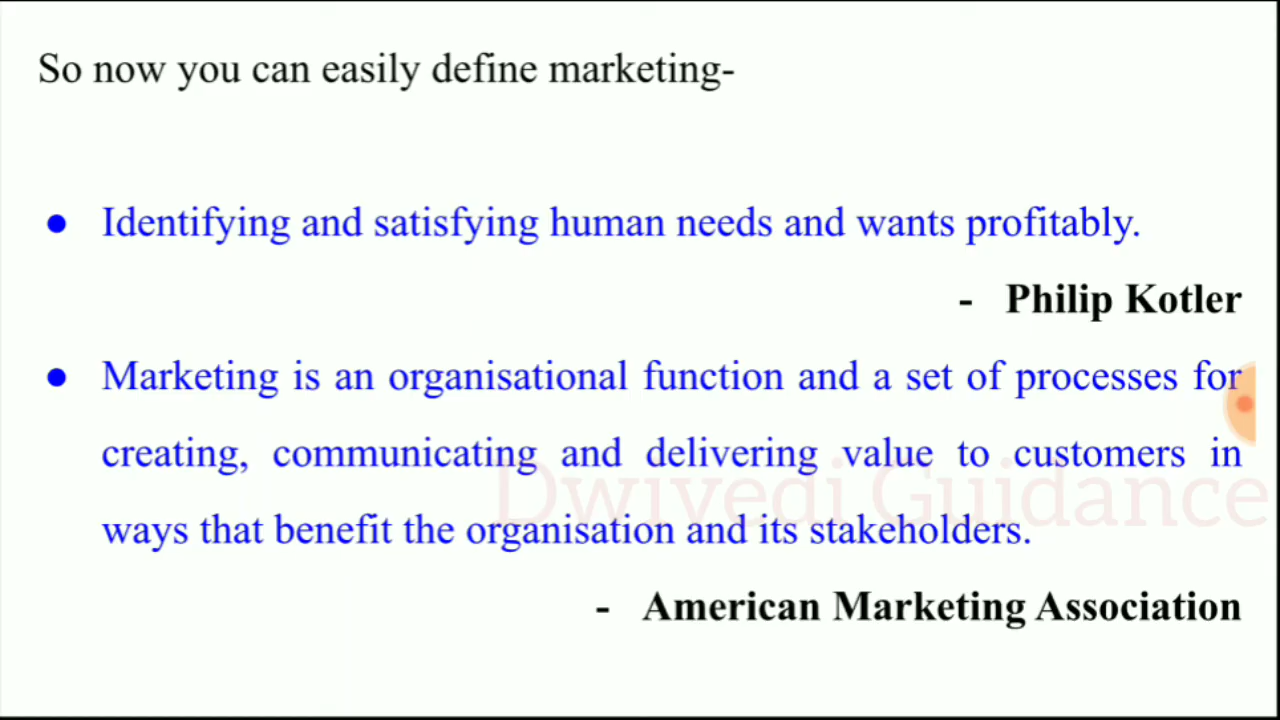 So now you can easily define marketing-
● Identifying and satisfying human needs and wants profitably.
- Philip Kotler
● Marketing is an organisational function and a set of processes for
creating, communicating and delivering value to customers in
Dwivedi Guidance
ways that benefit the organisation and its stakeholders.
- American Marketing Association